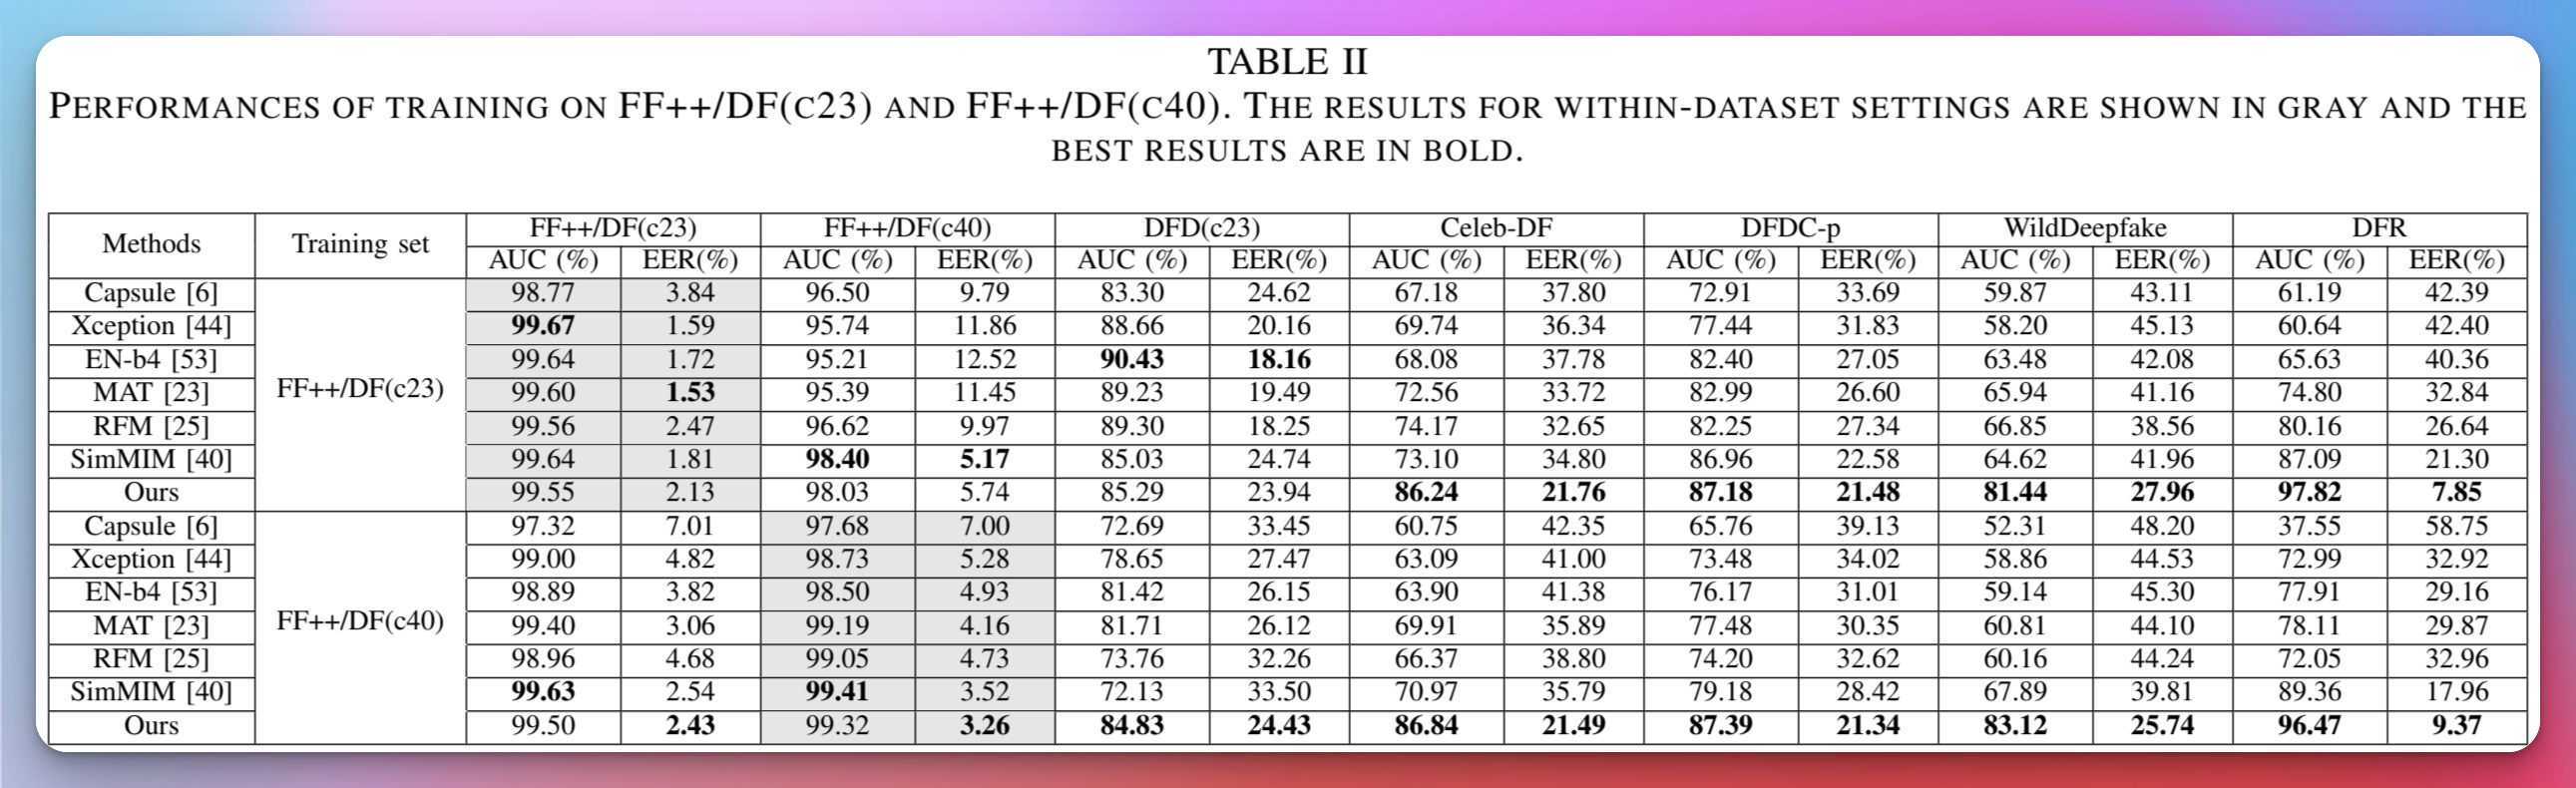 TABLE II
PERFORMANCES OF TRAINING ON FF++/DF(C23) AND FF++/DF(C40). THE RESULTS FOR WITHIN-DATASET SETTINGS ARE SHOWN IN GRAY AND THE
BEST RESULTS ARE IN BOLD.
Methods Training set FF++/DF(c23) FF++/DF(c40) DFD(c23) Celeb-DF DFDC-p WildDeepfake DFR
AUC (%) EER(%) AUC (%) EER(%) AUC (%) EER(%) AUC (%) EER(%) AUC (%) EER(%) AUC (%) EER(%) AUC (%) EER(%)
Capsule [6] 98.77 3.84 96.50 9.79 83.30 24.62 67.18 37.80 72.91 33.69 59.87 43.11 61.19 42.39
Xception [44] 99.67 1.59 95.74 11.86 88.66 20.16 69.74 36.34 77.44 31.83 58.20 45.13 60.64 42.40
EN-b4 [53] 99.64 1.72 95.21 12.52 90.43 18.16 68.08 37.78 82.40 27.05 63.48 42.08 65.63 40.36
MAT [23] FF++/DF(c23) 99.60 1.53 95.39 11.45 89.23 19.49 72.56 33.72 82.99 26.60 65.94 41.16 74.80 32.84
RFM [25] 99.56 2.47 96.62 9.97 89.30 18.25 74.17 32.65 82.25 27.34 66.85 38.56 80.16 26.64
SimMIM [40] 99.64 1.81 98.40 5.17 85.03 24.74 73.10 34.80 86.96 22.58 64.62 41.96 87.09 21.30
Ours 99.55 2.13 98.03 5.74 85.29 23.94 86.24 21.76 87.18 21.48 81.44 27.96 97.82 7.85
Capsule [6] 97.32 7.01 97.68 7.00 72.69 33.45 60.75 42.35 65.76 39.13 52.31 48.20 37.55 58.75
Xception [44] 99.00 4.82 98.73 5.28 78.65 27.47 63.09 41.00 73.48 34.02 58.86 44.53 72.99 32.92
EN-b4 [53] 98.89 3.82 98.50 4.93 81.42 26.15 63.90 41.38 76.17 31.01 59.14 45.30 77.91 29.16
MAT [23] FF++/DF(c40) 99.40 3.06 99.19 4.16 81.71 26.12 69.91 35.89 77.48 30.35 60.81 44.10 78.11 29.87
RFM [25] 98.96 4.68 99.05 4.73 73.76 32.26 66.37 38.80 74.20 32.62 60.16 44.24 72.05 32.96
SimMIM [40] 99.63 2.54 99.41 3.52 72.13 33.50 70.97 35.79 79.18 28.42 67.89 39.81 89.36 17.96
Ours 99.50 2.43 99.32 3.26 84.83 24.43 86.84 21.49 87.39 21.34 83.12 25.74 96.47 9.37